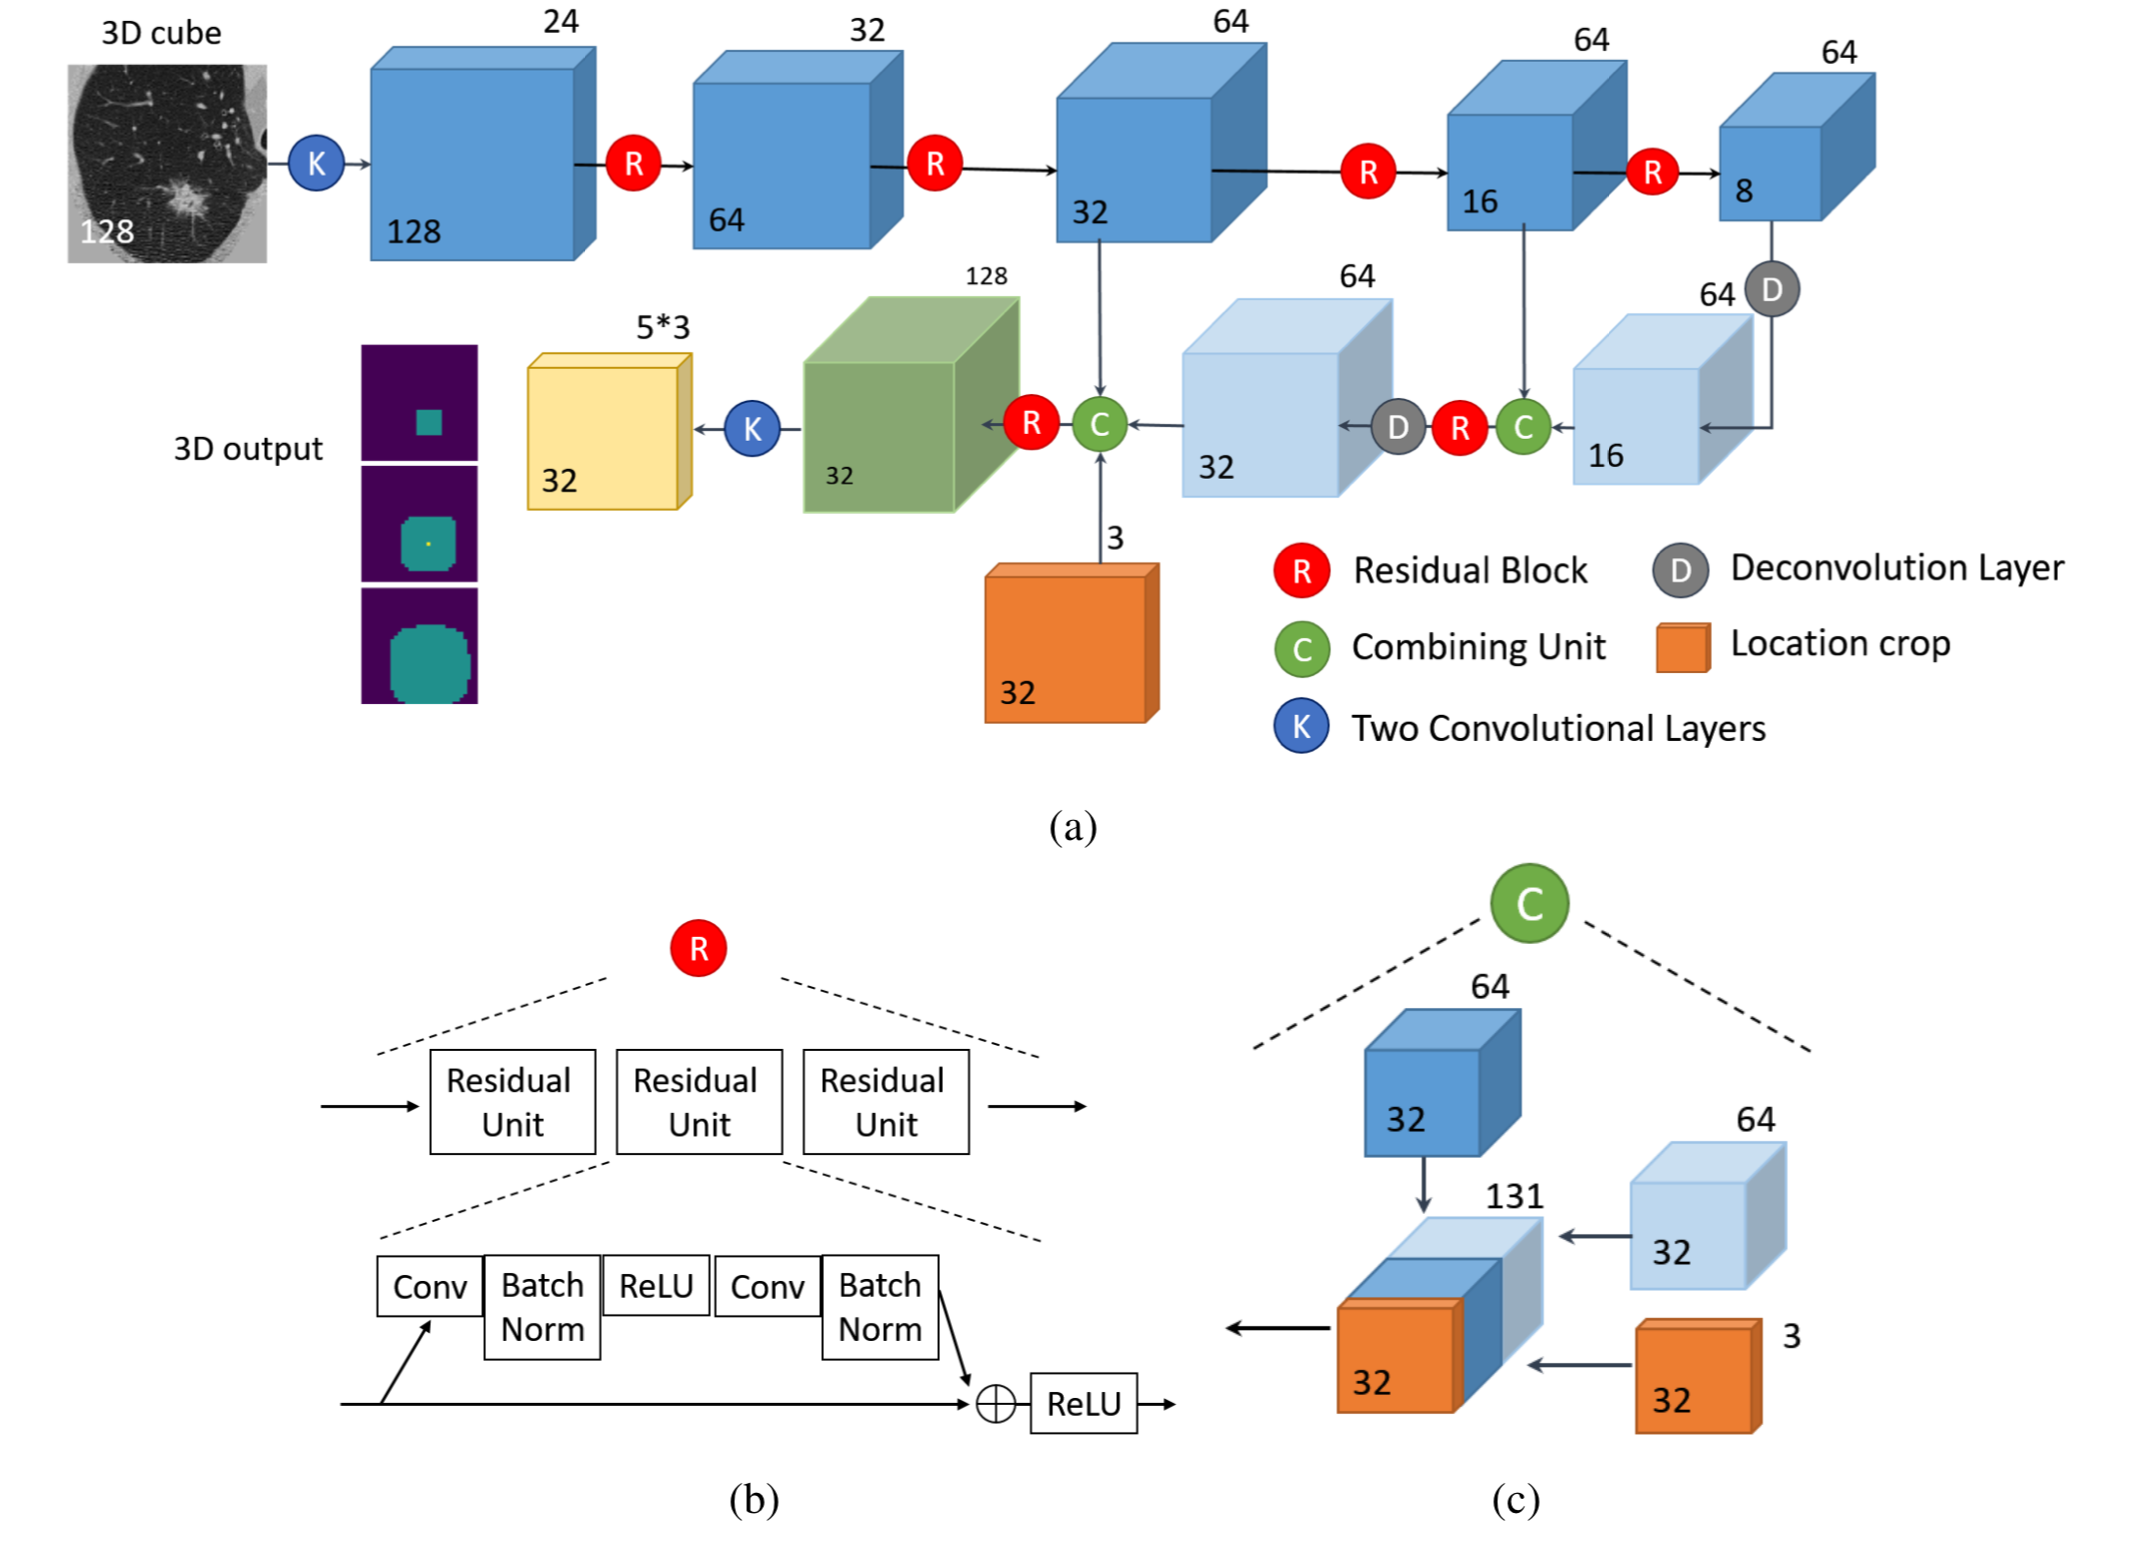 3D cube
24
32
64
64
64
K
R
R
R
R
128
128
64
32
16
8
D
128
64
64
5*3
3D output
K
R
C
D
R
C
32
32
32
16
3
32
R Residual Block
D Deconvolution Layer
C Combining Unit
Location crop
K Two Convolutional Layers
(a)
R
Residual Unit
Residual Unit
Residual Unit
Conv
Batch Norm
ReLU
Conv
Batch Norm
ReLU
(b)
C
64
32
64
131
32
32
3
32
(c)